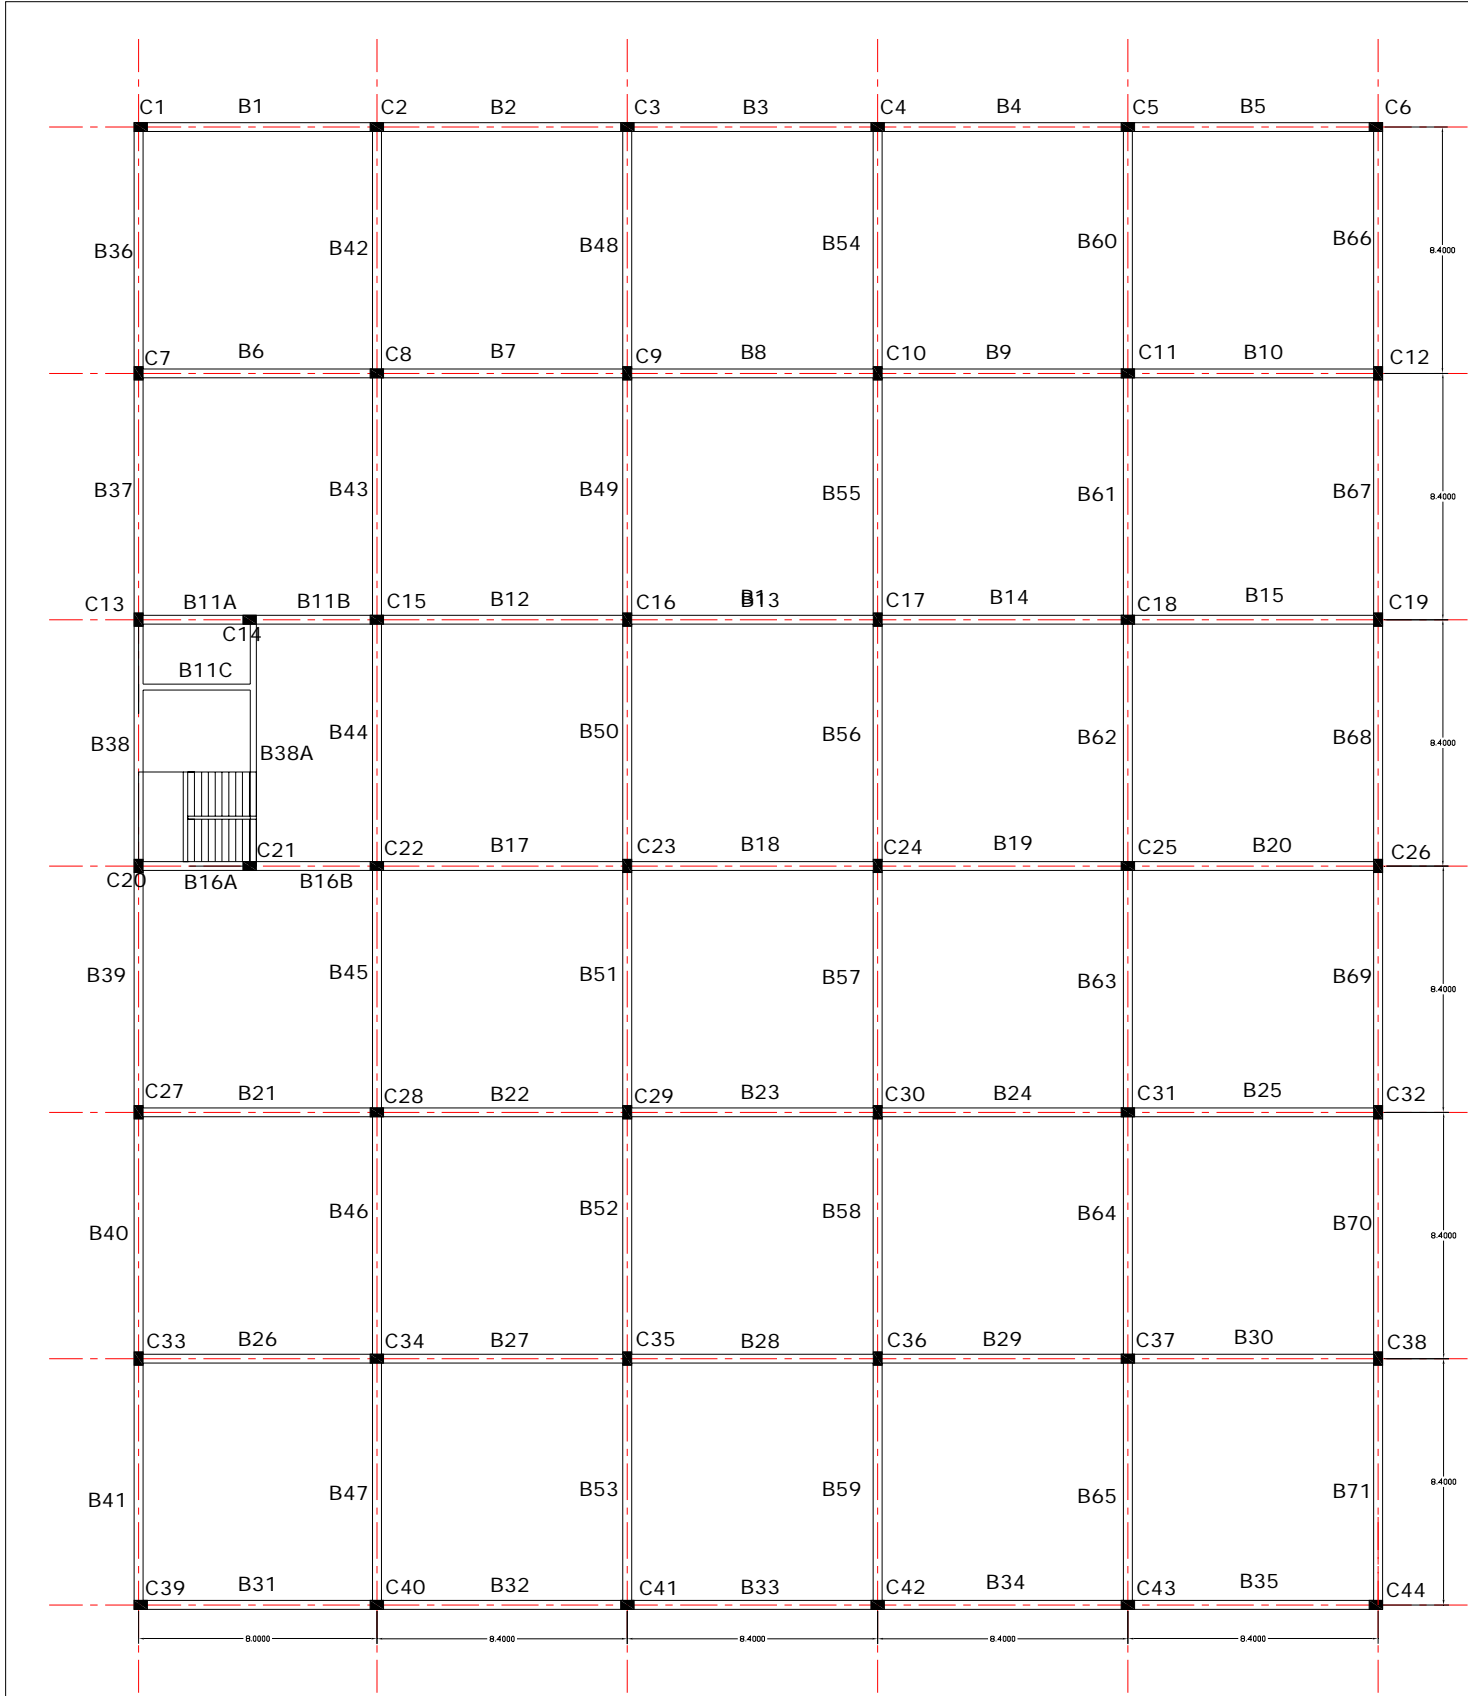 C1 B1 C2 B2 C3 B3 C4 B4 C5 B5 C6
B36 B42 B48 B54 B60 B66 8.4000
C7 B6 C8 B7 C9 B8 C10 B9 C11 B10 C12
B37 B43 B49 B55 B61 B67 8.4000
C13 B11A B11B C15 B12 C16 B1 B13 C17 B14 C18 B15 C19
C14
B11C
B38 B38A B44 B50 B56 B62 B68 8.4000
C21 C22 B17 C23 B18 C24 B19 C25 B20 C26
C20 B16A B16B
B39 B45 B51 B57 B63 B69 8.4000
C27 B21 C28 B22 C29 B23 C30 B24 C31 B25 C32
B40 B46 B52 B58 B64 B70 8.4000
C33 B26 C34 B27 C35 B28 C36 B29 C37 B30 C38
B41 B47 B53 B59 B65 B71 8.4000
C39 B31 C40 B32 C41 B33 C42 B34 C43 B35 C44
8.0000 8.4000 8.4000 8.4000 8.4000